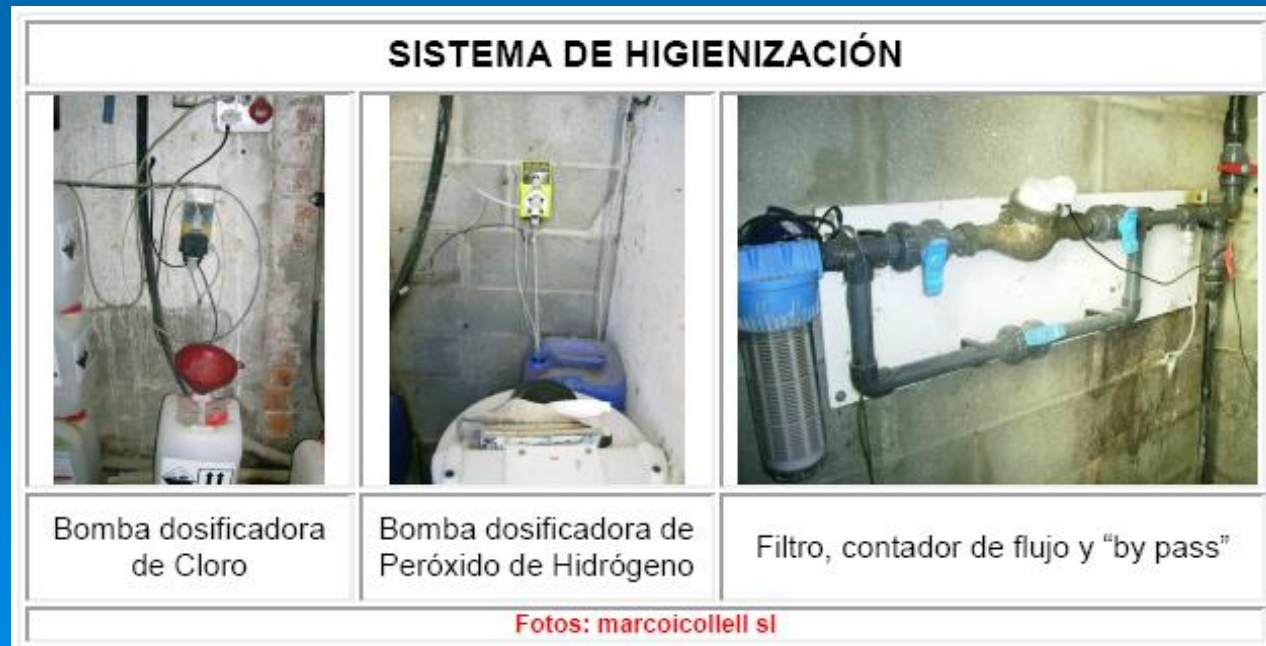 SISTEMA DE HIGIENIZACIÓN
Bomba dosificadora
de Cloro
Bomba dosificadora de
Peróxido de Hidrógeno
Filtro, contador de flujo y “by pass”
Fotos: marcoicollell sl